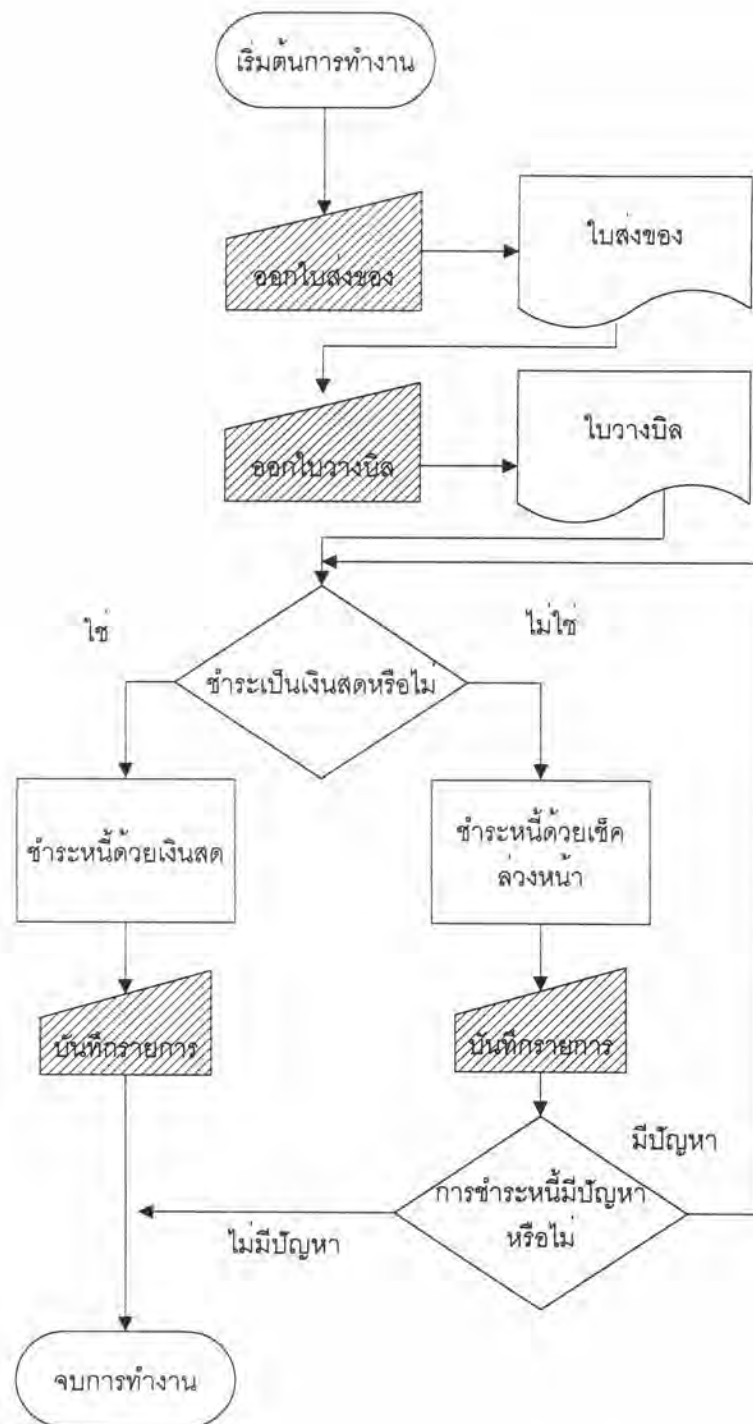 เริ่มต้นการทำงาน
ใบส่งของ
ออกใบส่งของ
ใบวางบิล
ออกใบวางบิล
ใช่
ไม่ใช่
ชำระเป็นเงินสดหรือไม่
ชำระหนี้ด้วยเงินสด
ชำระหนี้ด้วยเช็ค
ล่วงหน้า
บันทึกรายการ
บันทึกรายการ
มีปัญหา
การชำระหนี้มีปัญหา
หรือไม่
ไม่มีปัญหา
จบการทำงาน